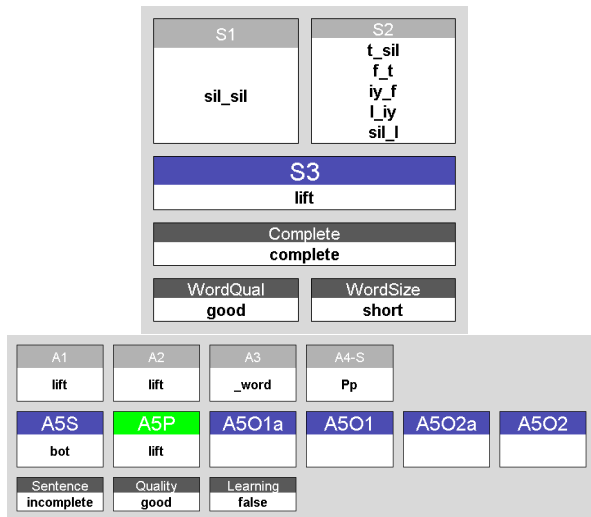 S1 S2
sil_sil
t_sil
f_t
iy_f
l_iy
sil_l
S3
lift
Complete
complete
WordQual WordSize
good short
A1 A2 A3 A4-S
lift lift _word Pp
A5S A5P A5O1a A5O1 A5O2a A5O2
bot lift
Sentence Quality Learning
incomplete good false